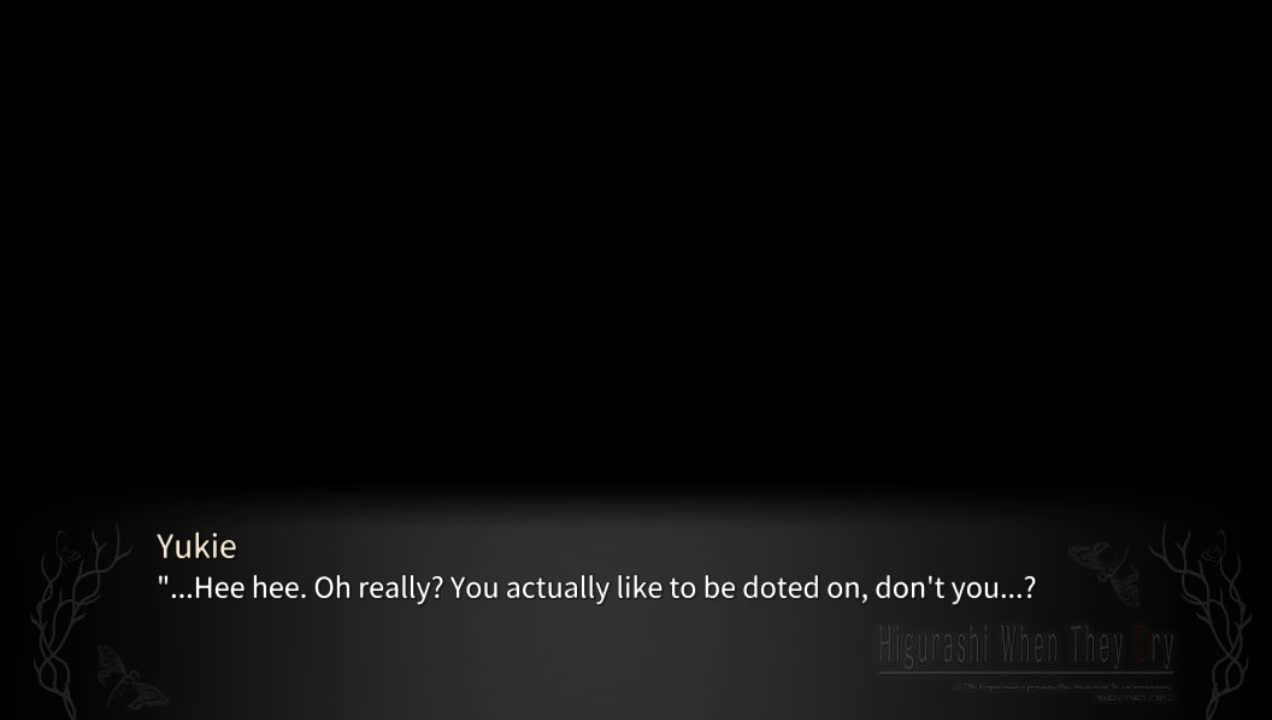 Yukie
"...Hee hee. Oh really? You actually like to be doted on, don't you...?
Higurashi When They Cry